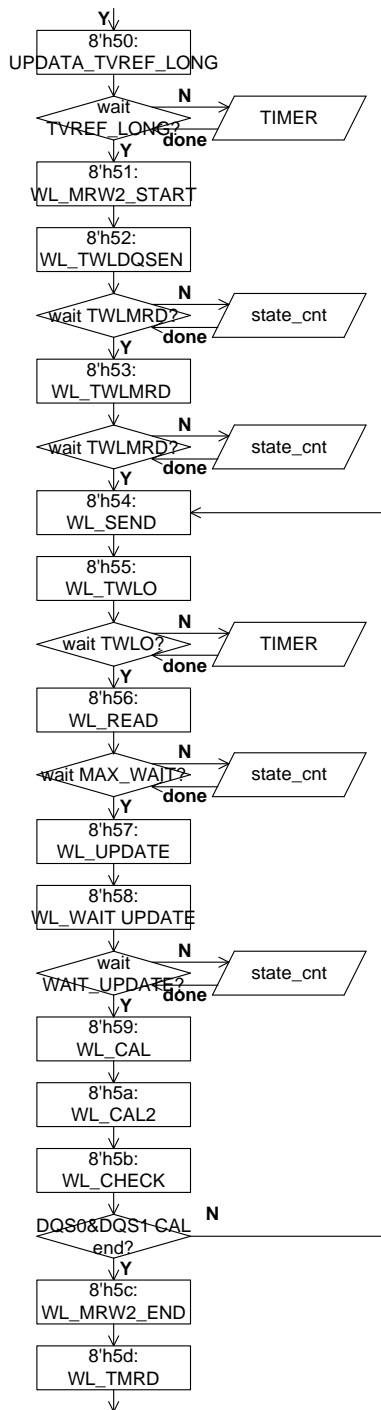 Y
8'h50:
UPDATA_TVREF_LONG
wait
TVREF_LONG?
N
done
TIMER
Y
8'h51:
WL_MRW2_START
8'h52:
WL_TWLDQSEN
wait TWLMRD?
N
done
state_cnt
Y
8'h53:
WL_TWLMRD
wait TWLMRD?
N
done
state_cnt
Y
8'h54:
WL_SEND
8'h55:
WL_TWLO
wait TWLO?
N
done
TIMER
Y
8'h56:
WL_READ
wait MAX_WAIT?
N
done
state_cnt
Y
8'h57:
WL_UPDATE
8'h58:
WL_WAIT UPDATE
wait
WAIT_UPDATE?
N
done
state_cnt
Y
8'h59:
WL_CAL
8'h5a:
WL_CAL2
8'h5b:
WL_CHECK
DQS0&DQS1 CAL
end?
N
Y
8'h5c:
WL_MRW2_END
8'h5d:
WL_TMRD